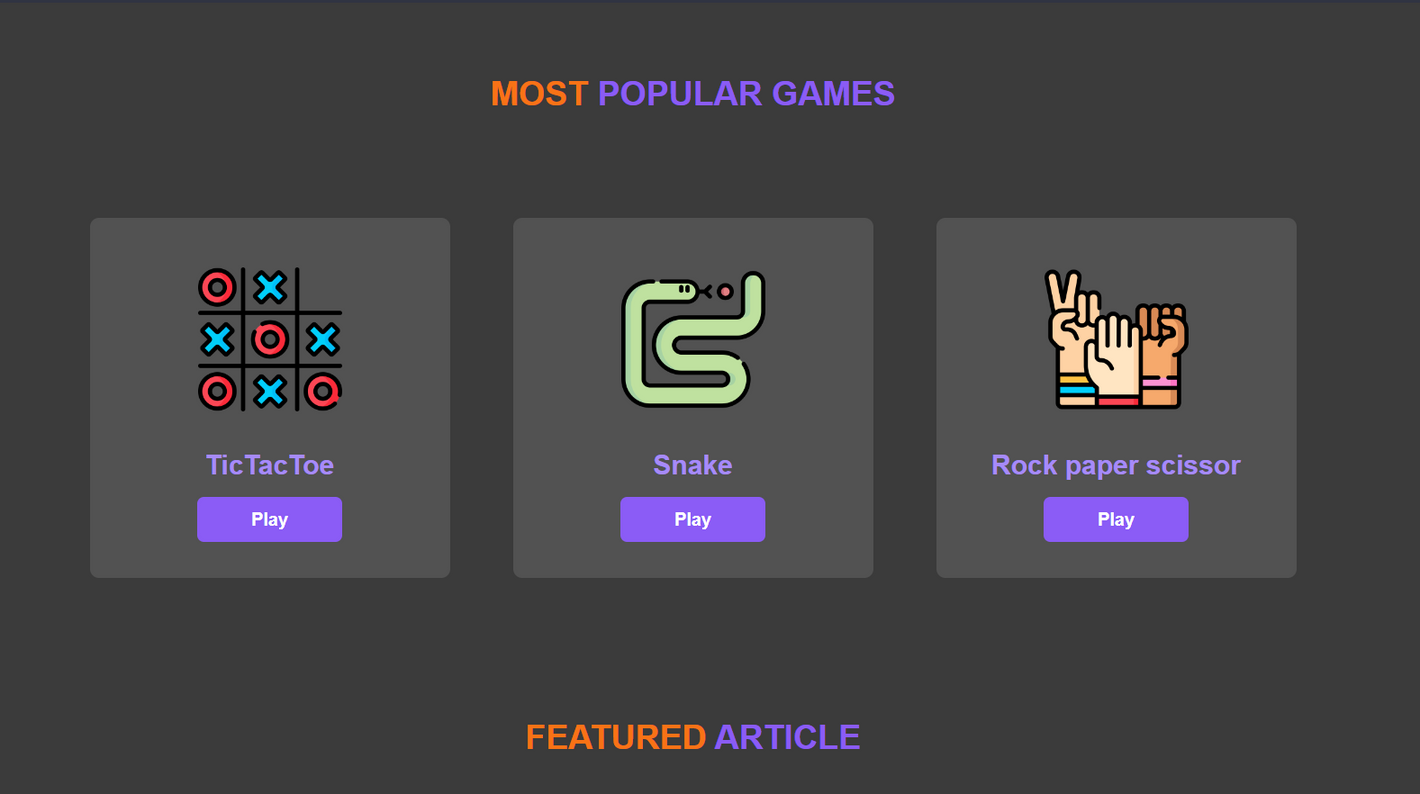 MOST POPULAR GAMES
TicTacToe
Snake
Rock paper scissor
Play
Play
Play
FEATURED ARTICLE